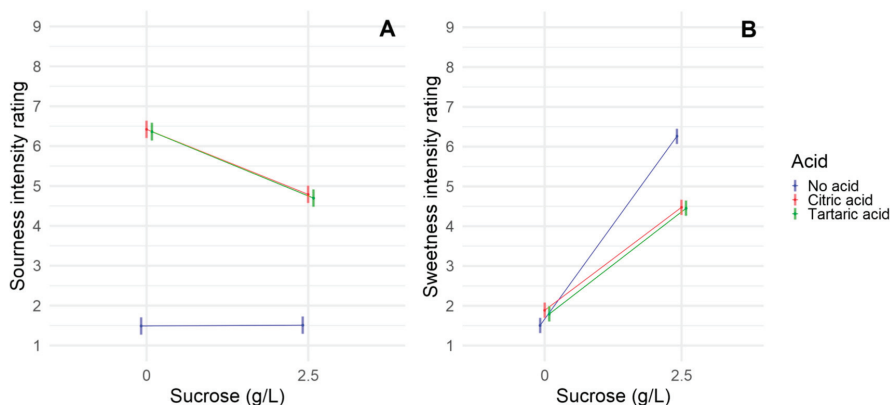 A
Sourness intensity rating
9
8
7
6
5
4
3
2
1
0 2.5
Sucrose (g/L)
B
Sweetness intensity rating
9
8
7
6
5
4
3
2
1
0 2.5
Sucrose (g/L)
Acid
No acid
Citric acid
Tartaric acid